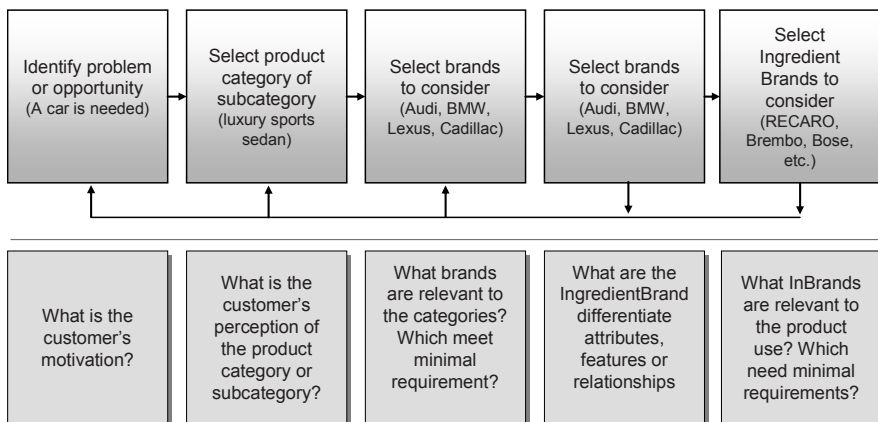 Identify problem
or opportunity
(A car is needed)
Select product
category of
subcategory
(luxury sports
sedan)
Select brands
to consider
(Audi, BMW,
Lexus, Cadillac)
Select brands
to consider
(Audi, BMW,
Lexus, Cadillac)
Select
Ingredient
Brands to
consider
(RECARO,
Brembo, Bose,
etc.)
What is the
customer's
motivation?
What is the
customer's
perception of
the product
category or
subcategory?
What brands
are relevant to
the categories?
Which meet
minimal
requirement?
What are the
IngredientBrand
differentiate
attributes,
features or
relationships
What InBrands
are relevant to
the product
use? Which
need minimal
requirements?